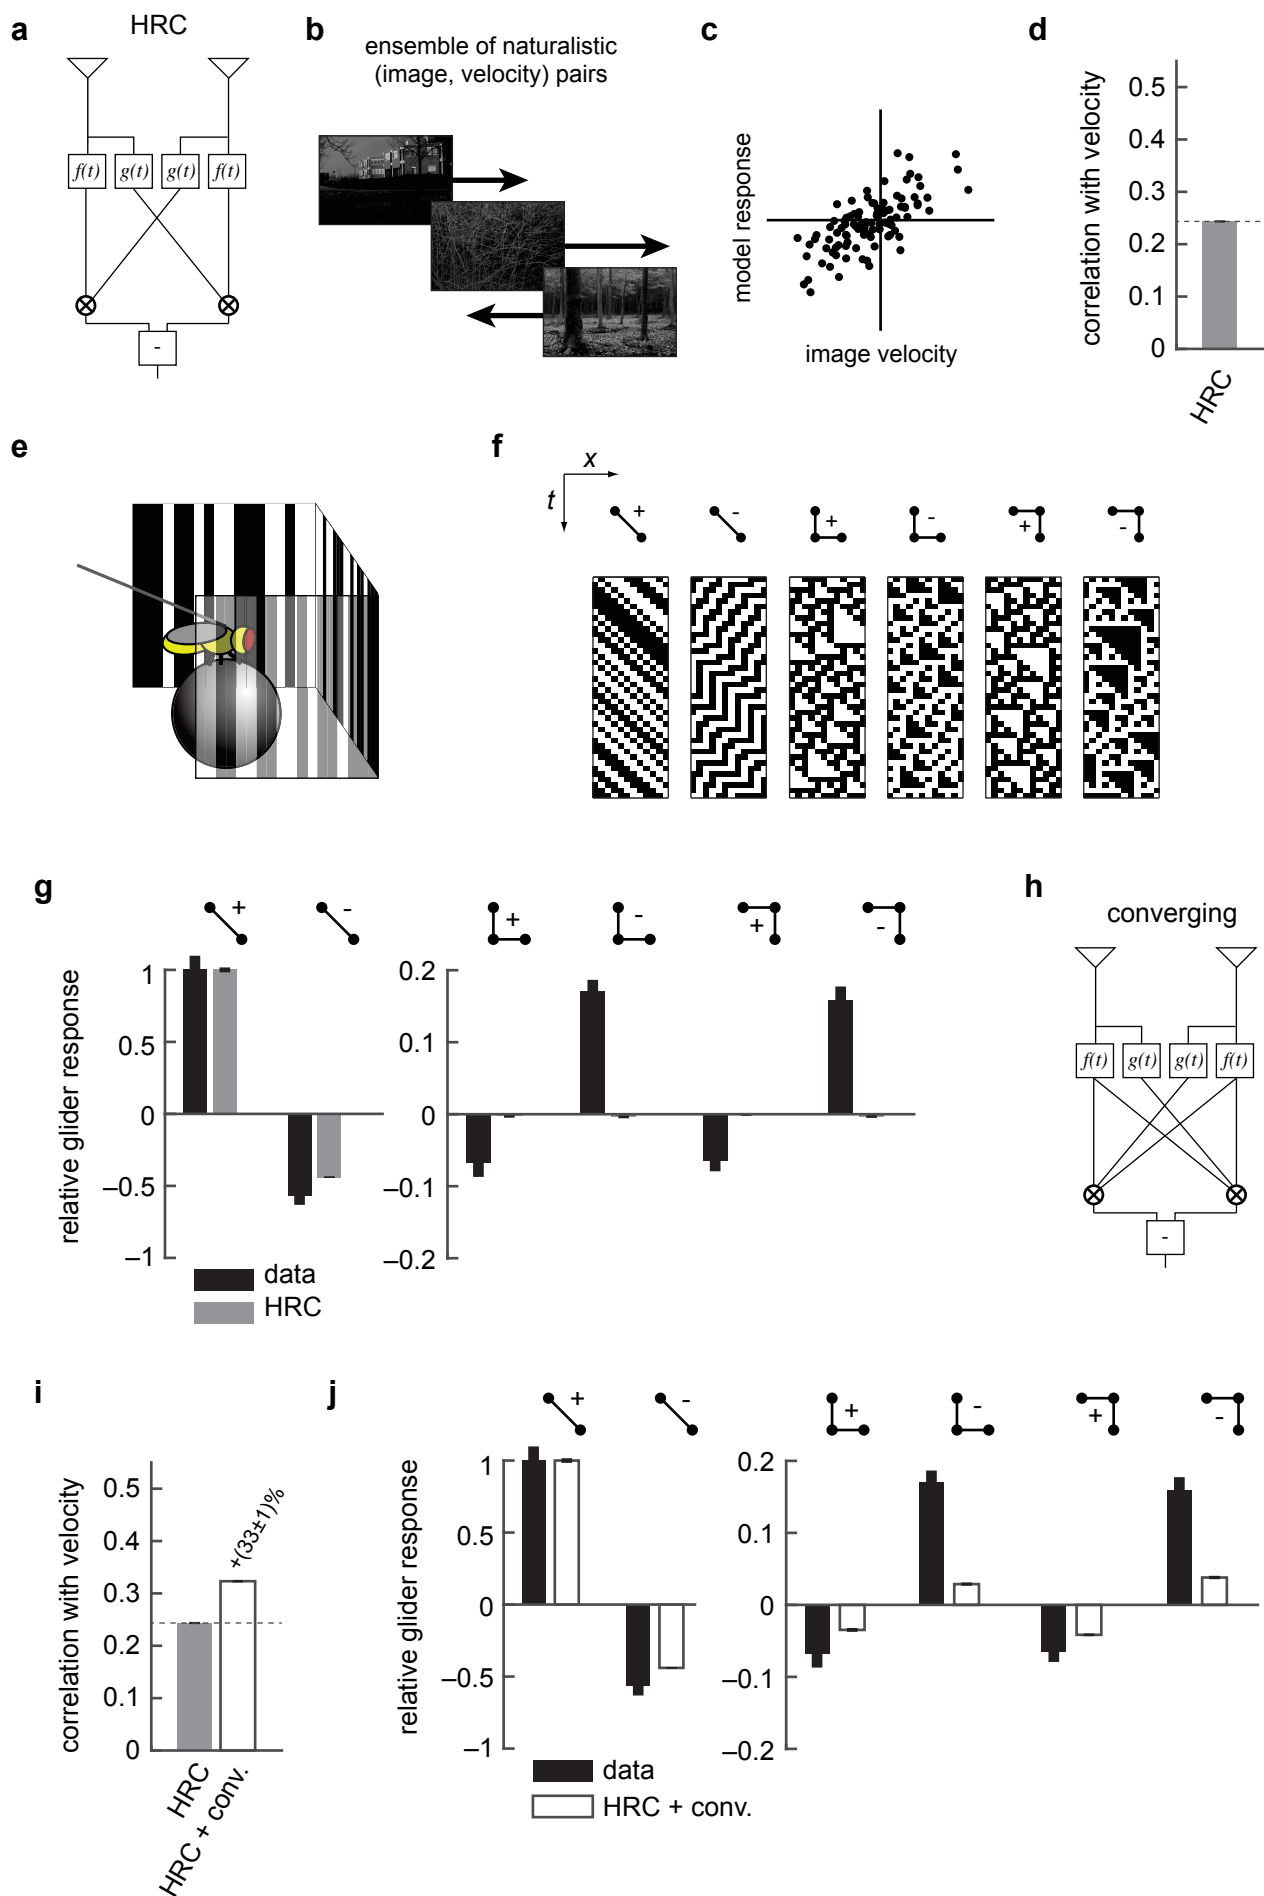 a
HRC
f(t) g(t) g(t) f(t)
-
b
ensemble of naturalistic
(image, velocity) pairs
c
model response
image velocity
d
correlation with velocity
0.5
0.4
0.3
0.2
0.1
0
HRC
e
f
x
t
+ - + - + -
g
+ - + - + -
relative glider response
1
0.5
0
–0.5
–1
0.2
0.1
0
–0.1
–0.2
data
HRC
h
converging
f(t) g(t) g(t) f(t)
-
i
correlation with velocity
0.5
0.4
0.3
0.2
0.1
0
+(33±1)%
HRC
HRC + conv.
j
+ - + - + -
relative glider response
1
0.5
0
–0.5
–1
0.2
0.1
0
–0.1
–0.2
data
HRC + conv.